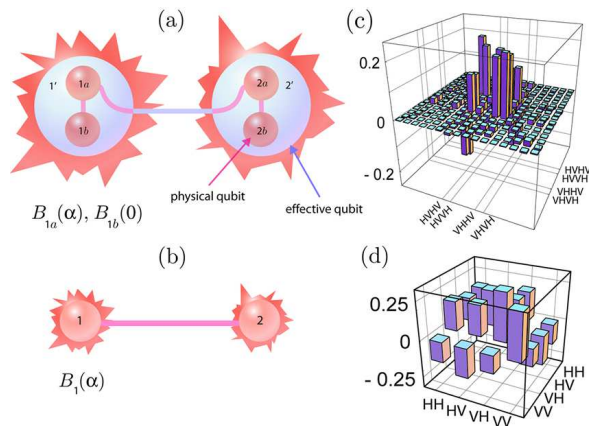 (a)
1'
1a
1b
2a
2b
2'
physical qubit
effective qubit
B1a(α), B1b(0)
(b)
1
2
B1(α)
(c)
0.2
0
- 0.2
HVHV
HVVH
VHHV
VHVH
HVHV
HVVH
VHHV
VHVH
(d)
0.25
0
- 0.25
HH
HV
VH
VV
HH
HV
VH
VV